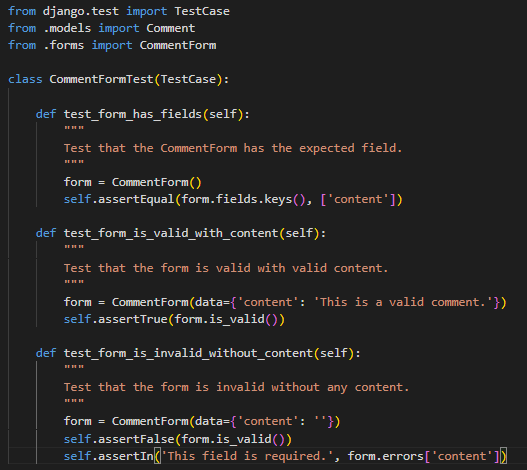 from django.test import TestCase
from .models import Comment
from .forms import CommentForm

class CommentFormTest(TestCase):

    def test_form_has_fields(self):
        """
        Test that the CommentForm has the expected field.
        """
        form = CommentForm()
        self.assertEqual(form.fields.keys(), ['content'])

    def test_form_is_valid_with_content(self):
        """
        Test that the form is valid with valid content.
        """
        form = CommentForm(data={'content': 'This is a valid comment.'})
        self.assertTrue(form.is_valid())

    def test_form_is_invalid_without_content(self):
        """
        Test that the form is invalid without any content.
        """
        form = CommentForm(data={'content': ''})
        self.assertFalse(form.is_valid())
        self.assertIn('This field is required.', form.errors['content'])